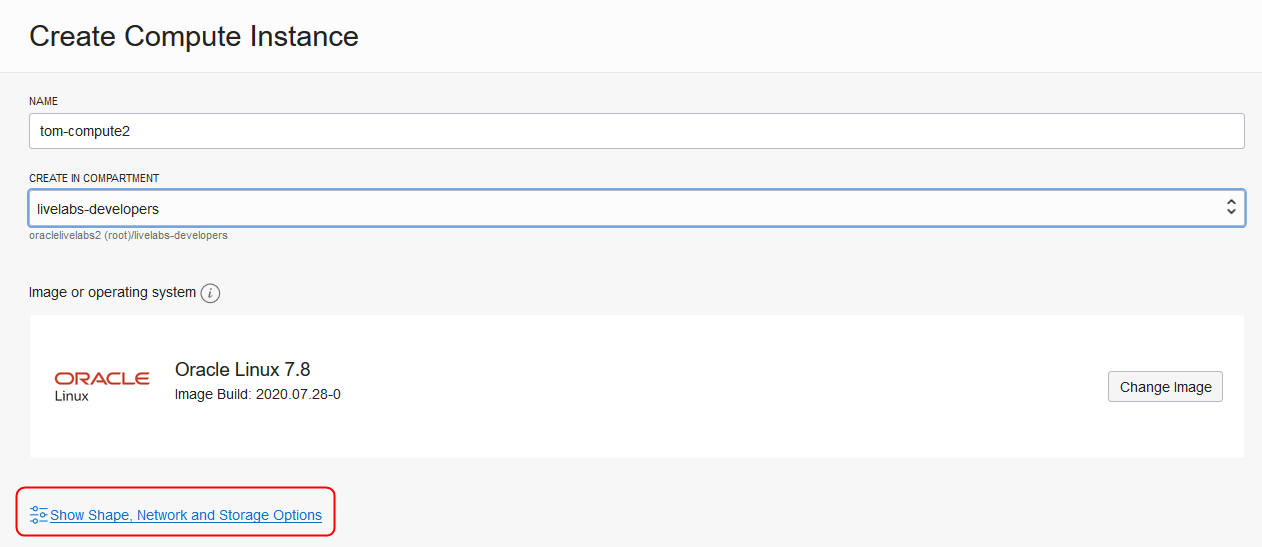 Create Compute Instance
NAME
tom-compute2
CREATE IN COMPARTMENT
livelabs-developers
oraclelivelabs2 (root)/livelabs-developers
Image or operating system i
ORACLE
Linux
Oracle Linux 7.8
Image Build: 2020.07.28-0
Change Image
Show Shape, Network and Storage Options